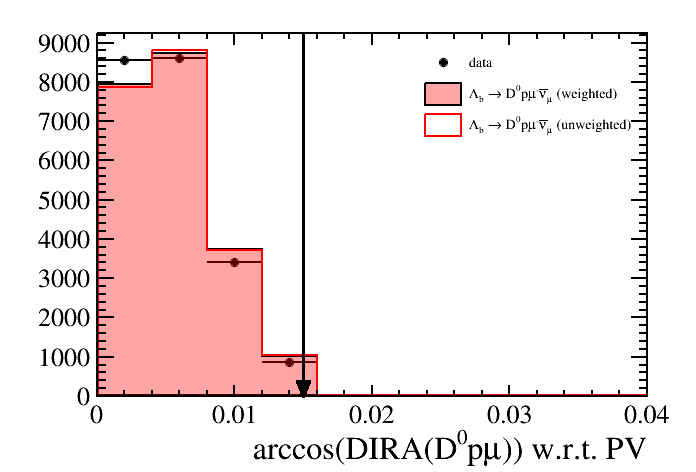 9000
8000
7000
6000
5000
4000
3000
2000
1000
0
data
Λb → D⁰pμ ν̅μ (weighted)
Λb → D⁰pμ ν̅μ (unweighted)
0 0.01 0.02 0.03 0.04
arccos(DIRA(D⁰pμ)) w.r.t. PV